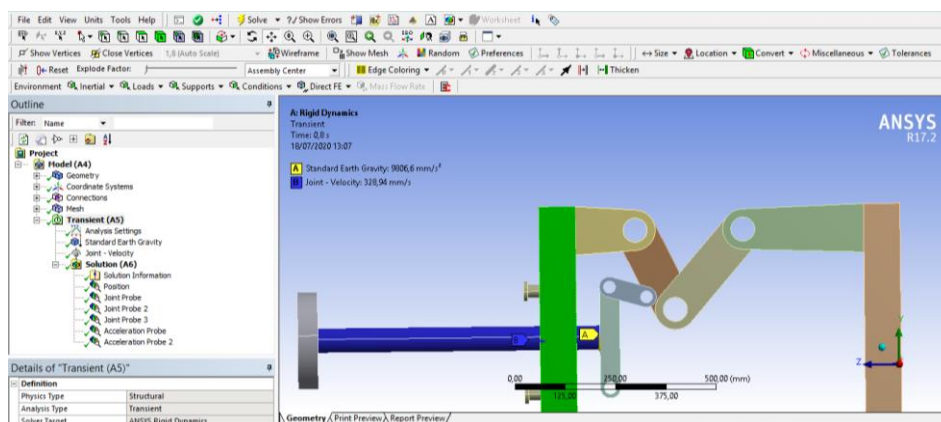 File Edit View Units Tools Help Solve ?/ Show Errors Worksheet
Show Vertices Close Vertices 1,8 (Auto Scale) Wireframe Show Mesh Random Preferences Size Location Convert Miscellaneous Tolerances
Reset Explode Factor: Assembly Center Edge Coloring Thicken
Environment Inertial Loads Supports Conditions Direct FE Mass Flow Rate
Outline
Filter: Name
Project
Model (A4)
Geometry
Coordinate Systems
Connections
Mesh
Transient (A5)
Analysis Settings
Standard Earth Gravity
Joint - Velocity
Solution (A6)
Solution Information
Position
Joint Probe
Joint Probe 2
Joint Probe 3
Acceleration Probe
Acceleration Probe 2
Details of "Transient (A5)"
Definition
Physics Type Structural
Analysis Type Transient
Solver Target ANSYS Rigid Dynamics
A: Rigid Dynamics
Transient
Time: 0,8 s
18/07/2020 13:07
A Standard Earth Gravity: 9806,6 mm/s²
B Joint - Velocity: 328,94 mm/s
ANSYS
R17.2
A
Y
Z
0,00 250,00 500,00 (mm)
125,00 375,00
Geometry Print Preview Report Preview